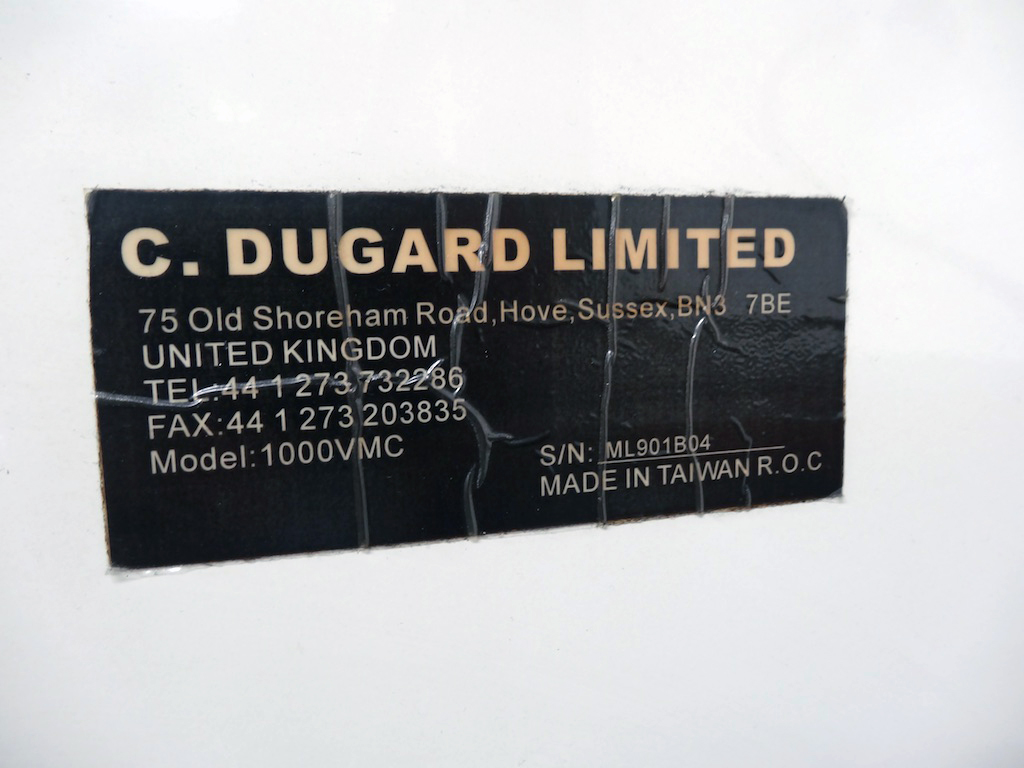 C. DUGARD LIMITED
75 Old Shoreham Road,Hove,Sussex,BN3 7BE
UNITED KINGDOM
TEL:44 1 273 732286
FAX:44 1 273 203835
Model:1000VMC
S/N: ML901B04
MADE IN TAIWAN R.O.C